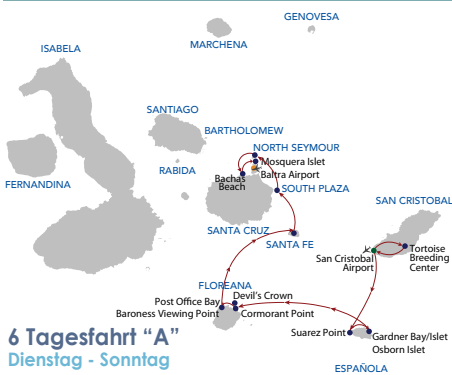 GENOVESA
MARCHENA
ISABELA
SANTIAGO
BARTHOLOMEW
NORTH SEYMOUR
Mosquera Islet
Baltra Airport
RABIDA
FERNANDINA
Bachas
Beach
SOUTH PLAZA
SAN CRISTOBAL
SANTA CRUZ
SANTA FE
San Cristobal
Airport
Tortoise
Breeding
Center
FLOREANA
Devil's Crown
Post Office Bay
Baroness Viewing Point
Cormorant Point
Suarez Point
Gardner Bay/Islet
Osborn Islet
ESPAÑOLA
6 Tagesfahrt “A”
Dienstag - Sonntag